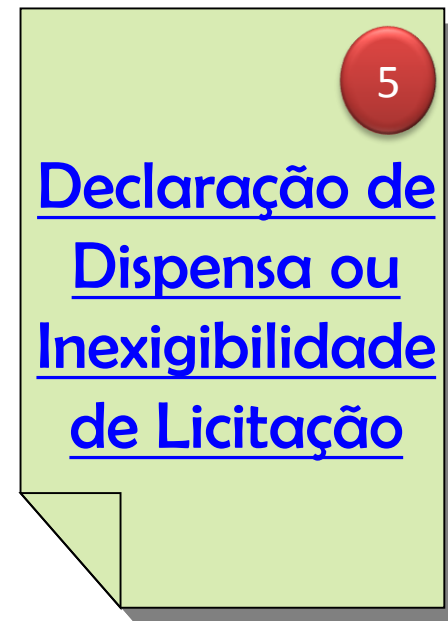 5
Declaração de
Dispensa ou
Inexigibilidade
de Licitação